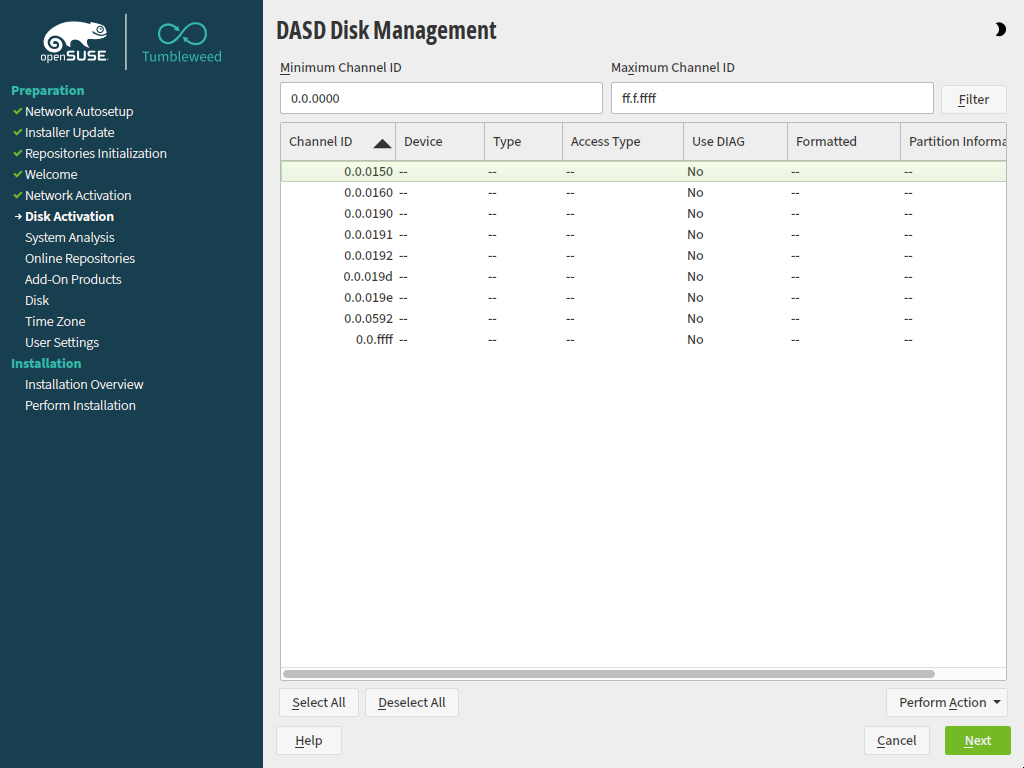 openSUSE
Tumbleweed
Preparation
Network Autosetup
Installer Update
Repositories Initialization
Welcome
Network Activation
Disk Activation
System Analysis
Online Repositories
Add-On Products
Disk
Time Zone
User Settings
Installation
Installation Overview
Perform Installation
DASD Disk Management
Minimum Channel ID Maximum Channel ID
0.0.0000 ff.f.ffff Filter
Channel ID Device Type Access Type Use DIAG Formatted Partition Informa
0.0.0150 -- -- -- No -- --
0.0.0160 -- -- -- No -- --
0.0.0190 -- -- -- No -- --
0.0.0191 -- -- -- No -- --
0.0.0192 -- -- -- No -- --
0.0.019d -- -- -- No -- --
0.0.019e -- -- -- No -- --
0.0.0592 -- -- -- No -- --
0.0.ffff -- -- -- No -- --
Select All Deselect All Perform Action
Help Cancel Next